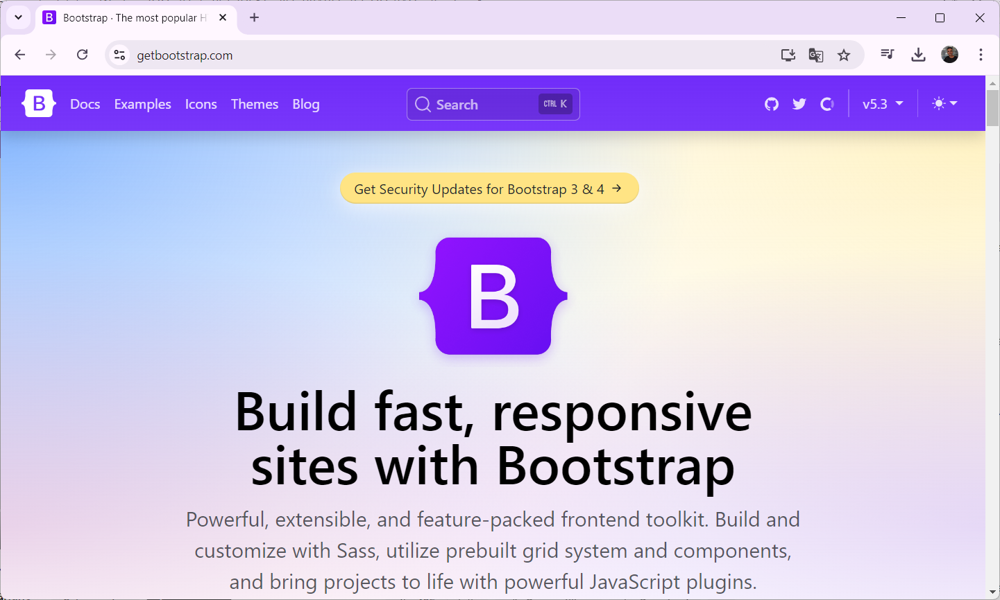 B Bootstrap · The most popular H
getbootstrap.com
B Docs Examples Icons Themes Blog Search CTRL K v5.3
Get Security Updates for Bootstrap 3 & 4 →
B
Build fast, responsive
sites with Bootstrap
Powerful, extensible, and feature-packed frontend toolkit. Build and
customize with Sass, utilize prebuilt grid system and components,
and bring projects to life with powerful JavaScript plugins.